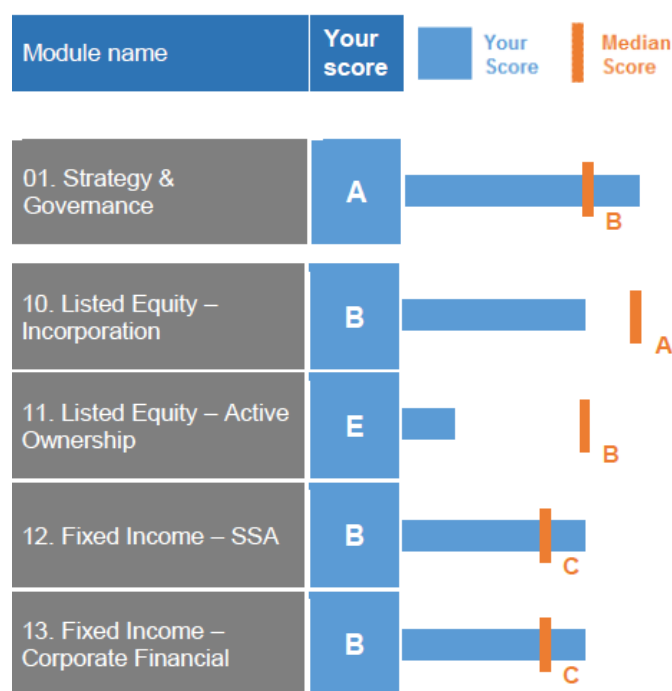 Module name
Your
score
Your
Score
Median
Score
01. Strategy &
Governance
A
B
10. Listed Equity –
Incorporation
B
A
11. Listed Equity – Active
Ownership
E
B
12. Fixed Income – SSA
B
C
13. Fixed Income –
Corporate Financial
B
C